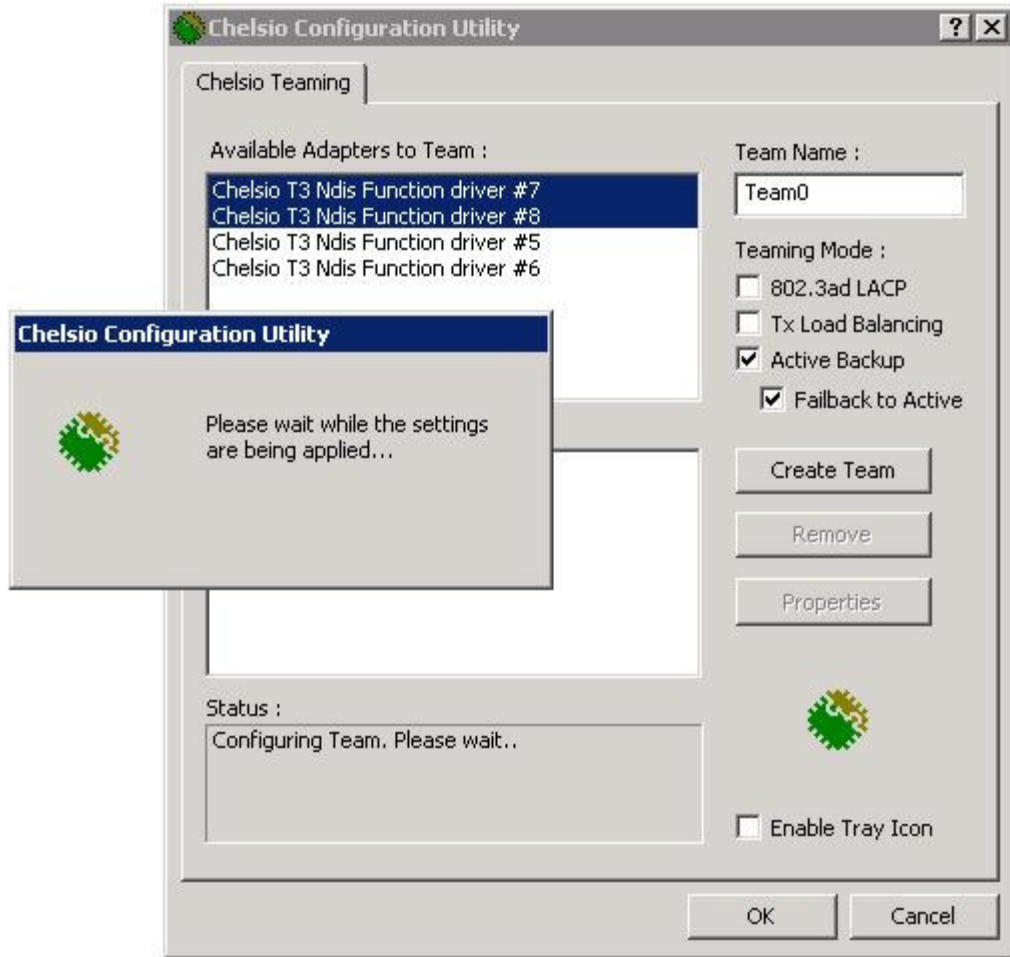 Chelsio Configuration Utility
Chelsio Teaming
Available Adapters to Team :
Chelsio T3 Ndis Function driver #7
Chelsio T3 Ndis Function driver #8
Chelsio T3 Ndis Function driver #5
Chelsio T3 Ndis Function driver #6
Team Name :
Team0
Teaming Mode :
802.3ad LACP
Tx Load Balancing
Active Backup
Failback to Active
Chelsio Configuration Utility
Please wait while the settings
are being applied...
Create Team
Remove
Properties
Status :
Configuring Team. Please wait..
Enable Tray Icon
OK
Cancel